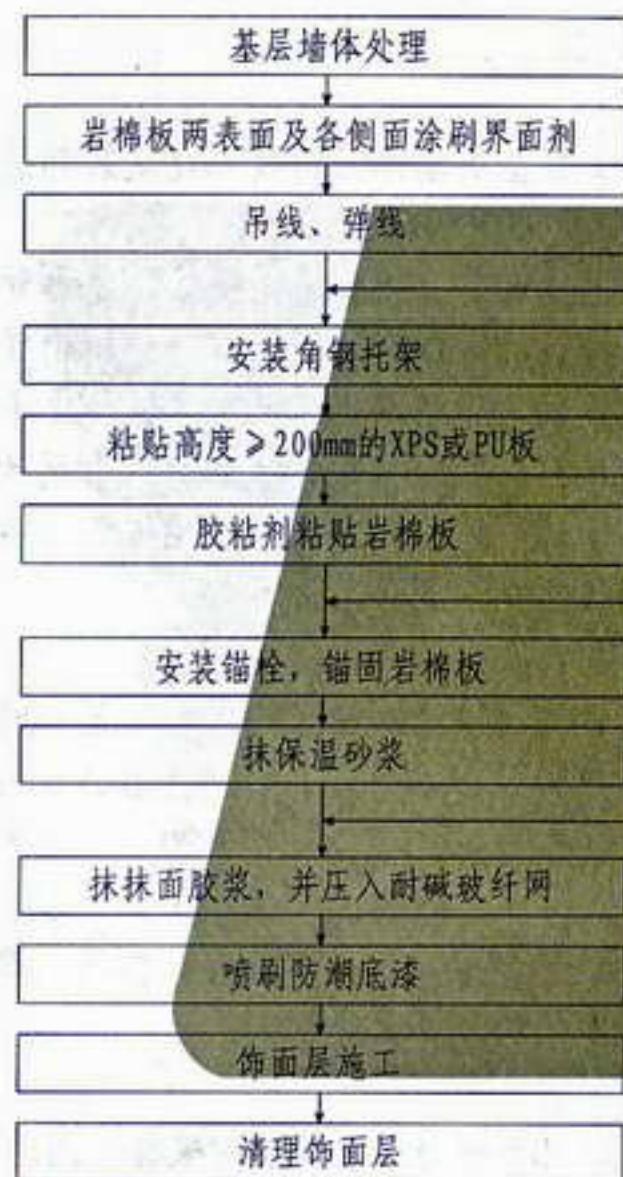 基层墙体处理
岩棉板两表面及各侧面涂刷界面剂
吊线、弹线
安装角钢托架
粘贴高度≥200mm的XPS或PU板
胶粘剂粘贴岩棉板
安装锚栓，锚固岩棉板
抹保温砂浆
抹抹面胶浆，并压入耐碱玻纤网
喷刷防潮底漆
饰面层施工
清理饰面层